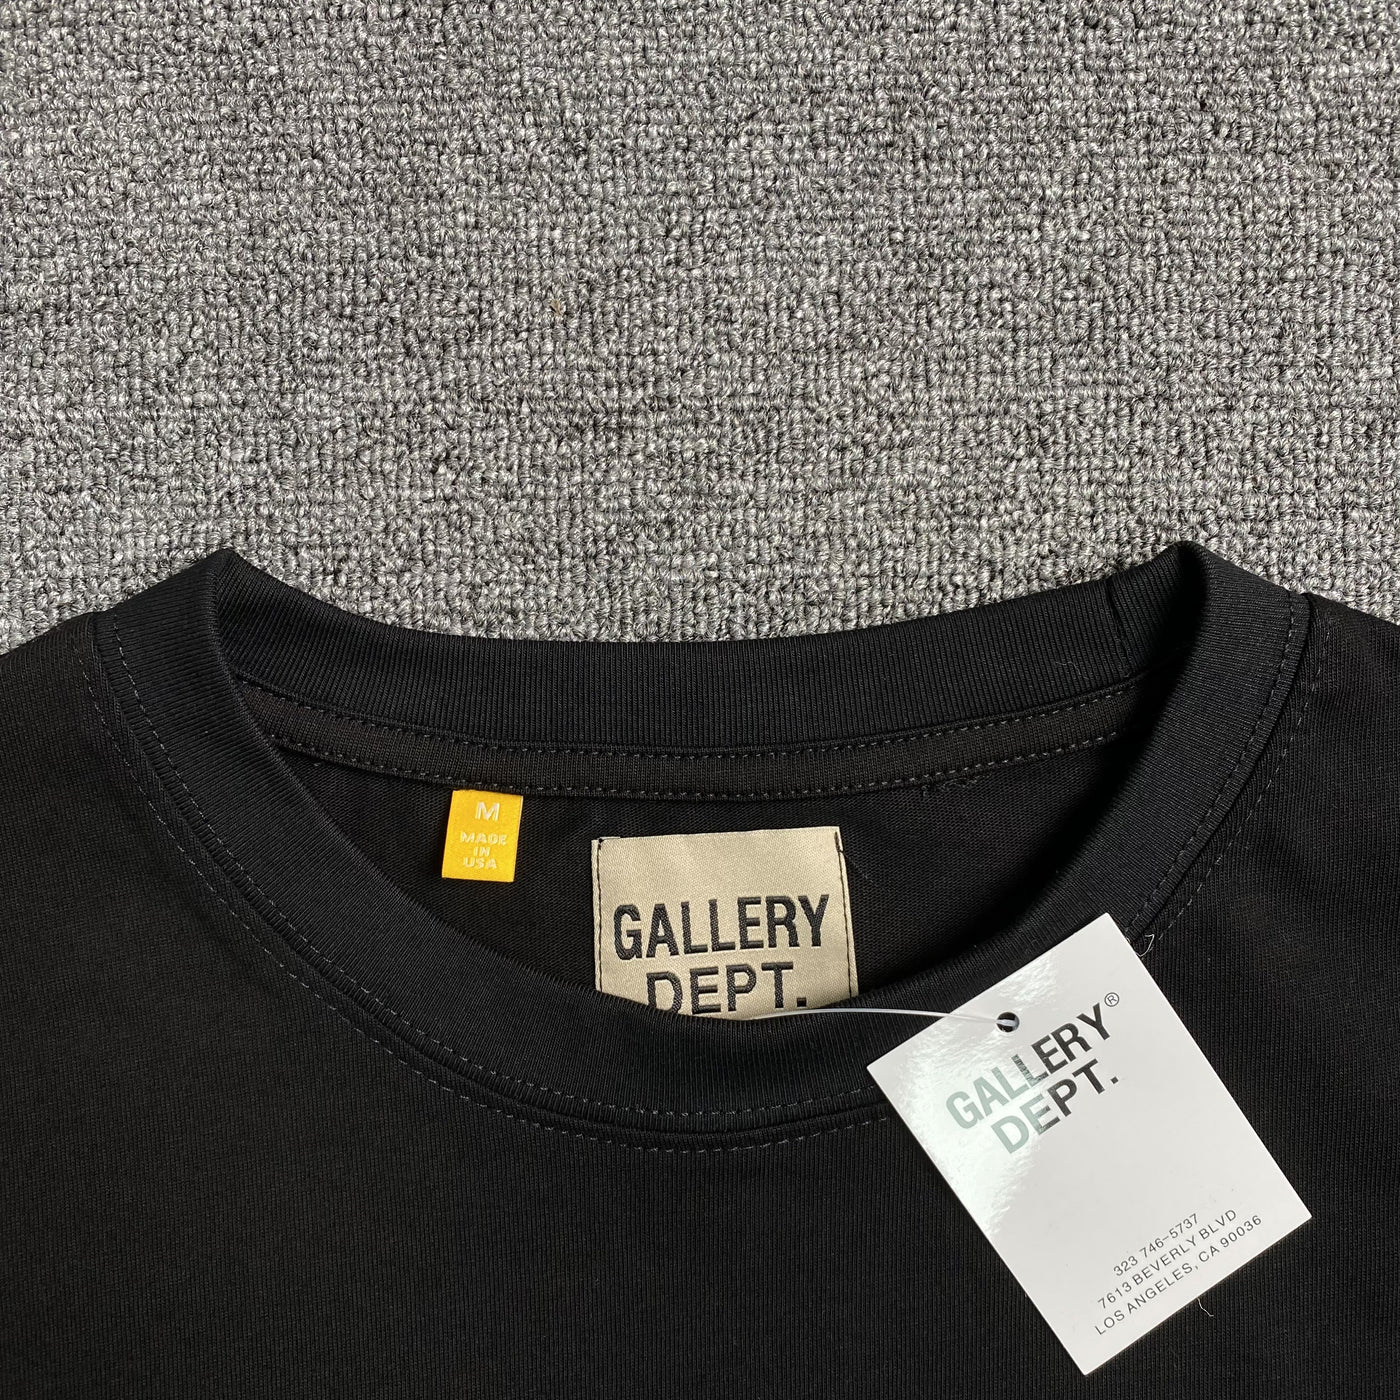 M
MADE
IN
USA
GALLERY
DEPT.
GALLERY®
DEPT.
323 746-5737
7613 BEVERLY BLVD
LOS ANGELES, CA 90036